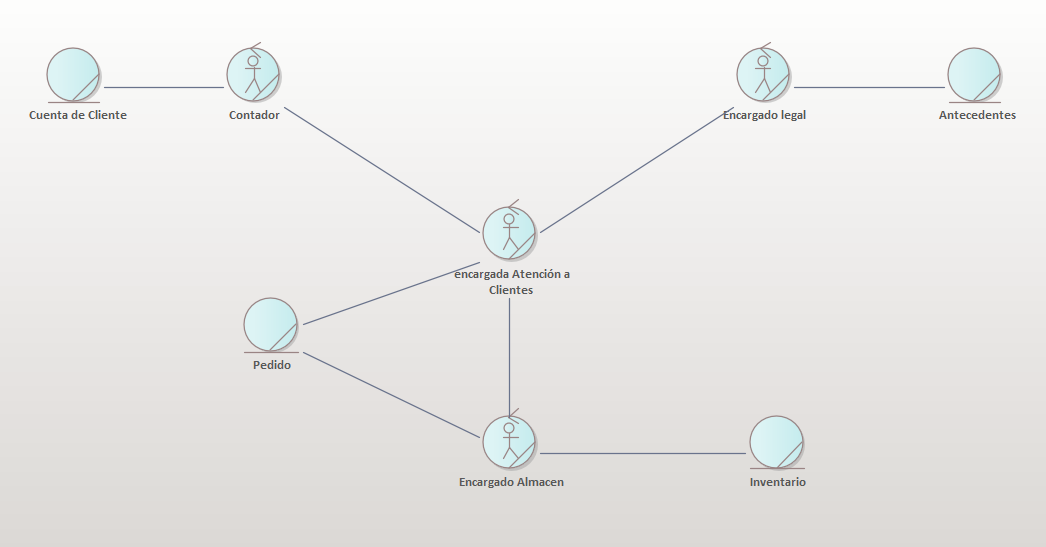 Cuenta de Cliente
Contador
Encargado legal
Antecedentes
encargada Atención a
Clientes
Pedido
Encargado Almacen
Inventario